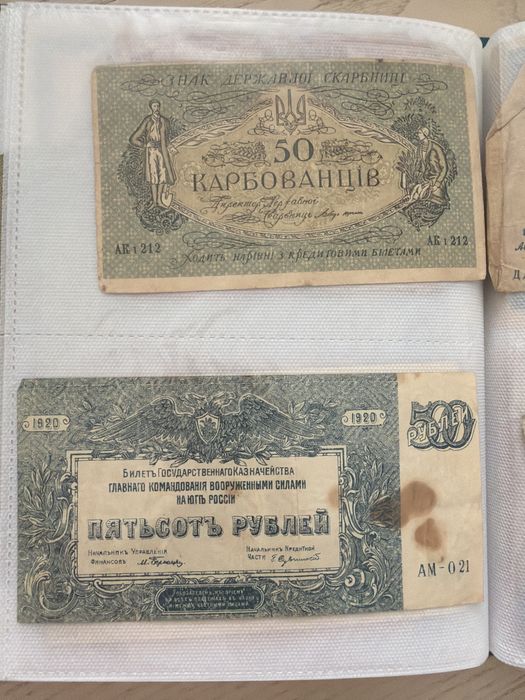 ЗНАК ДЕРЖАВНОЇ СКАРБНИЦІ
50
КАРБОВАНЦІВ
Директор Державної
Скарбниці
АК I 212
АК I 212
ХОДИТЬ НАРІВНІ З КРЕДИТОВИМИ БІЛЕТАМИ
1920
1920
БИЛЕТЪ ГОСУДАРСТВЕННАГО КАЗНАЧЕЙСТВА
ГЛАВНАГО КОМАНДОВАНІЯ ВООРУЖЕННЫМИ СИЛАМИ
НА ЮГѢ РОССІИ
ПЯТЬСОТЪ РУБЛЕЙ
НАЧАЛЬНИКЪ УПРАВЛЕНІЯ
ФИНАНСОВЪ
НАЧАЛЬНИКЪ КРЕДИТНОЙ
ЧАСТИ
РУБЛЕЙ
АМ-021